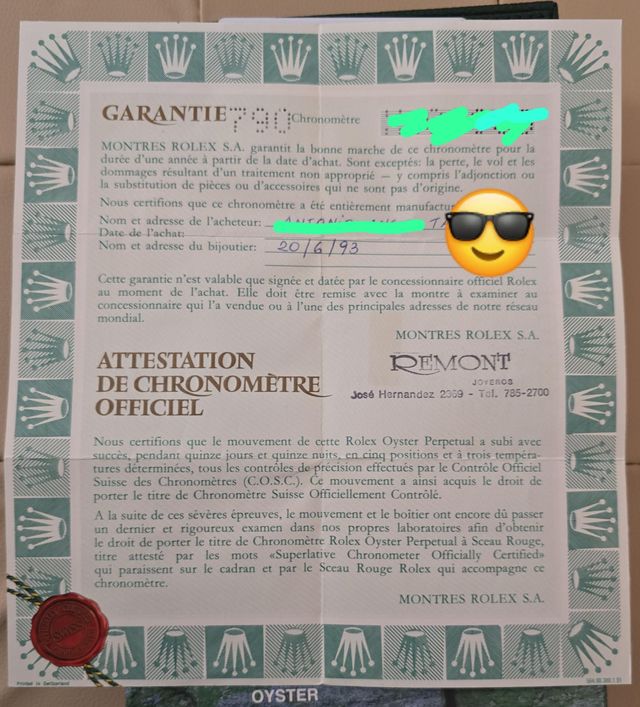 GARANTIE 790 Chronomètre
MONTRES ROLEX S.A. garantit la bonne marche de ce chronomètre pour la
durée d'une année à partir de la date d'achat. Sont exceptés: la perte, le vol et les
dommages résultant d'un traitement non approprié – y compris l'adjonction ou
la substitution de pièces ou d'accessoires qui ne sont pas d'origine.
Nous certifions que ce chronomètre a été entièrement manufactur
Nom et adresse de l'acheteur:
Date de l'achat:
Nom et adresse du bijoutier: 20/6/93
Cette garantie n'est valable que signée et datée par le concessionnaire officiel Rolex
au moment de l'achat. Elle doit être remise avec la montre à examiner au
concessionnaire qui l'a vendue ou à l'une des principales adresses de notre réseau
mondial.
MONTRES ROLEX S.A.
REMONT
JOYEROS
José Hernandez 2369 - Tel. 785-2700
ATTESTATION
DE CHRONOMÈTRE
OFFICIEL
Nous certifions que le mouvement de cette Rolex Oyster Perpetual a subi avec
succès, pendant quinze jours et quinze nuits, en cinq positions et à trois tempéra-
tures déterminées, tous les contrôles de précision effectués par le Contrôle Officiel
Suisse des Chronomètres (C.O.S.C.). Ce mouvement a ainsi acquis le droit de
porter le titre de Chronomètre Suisse Officiellement Contrôlé.
A la suite de ces sévères épreuves, le mouvement et le boîtier ont encore dû passer
un dernier et rigoureux examen dans nos propres laboratoires afin d'obtenir
le droit de porter le titre de Chronomètre Rolex Oyster Perpetual à Sceau Rouge,
titre attesté par les mots «Superlative Chronometer Officially Certified»
qui paraissent sur le cadran et par le Sceau Rouge Rolex qui accompagne ce
chronomètre.
MONTRES ROLEX S.A.
Printed in Switzerland
OYSTER